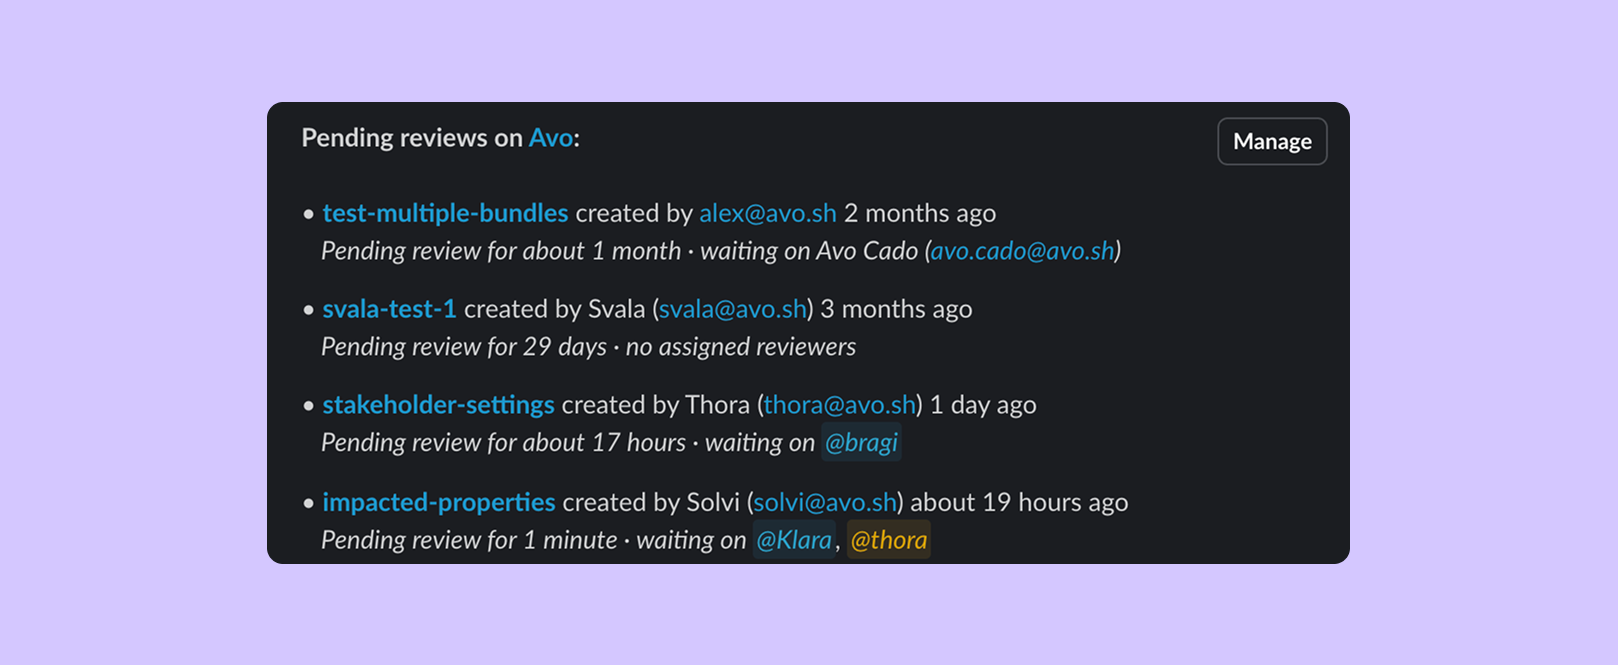 Pending reviews on Avo:
Manage
• test-multiple-bundles created by alex@avo.sh 2 months ago
Pending review for about 1 month · waiting on Avo Cado (avo.cado@avo.sh)
• svala-test-1 created by Svala (svala@avo.sh) 3 months ago
Pending review for 29 days · no assigned reviewers
• stakeholder-settings created by Thora (thora@avo.sh) 1 day ago
Pending review for about 17 hours · waiting on @bragi
• impacted-properties created by Solvi (solvi@avo.sh) about 19 hours ago
Pending review for 1 minute · waiting on @Klara, @thora